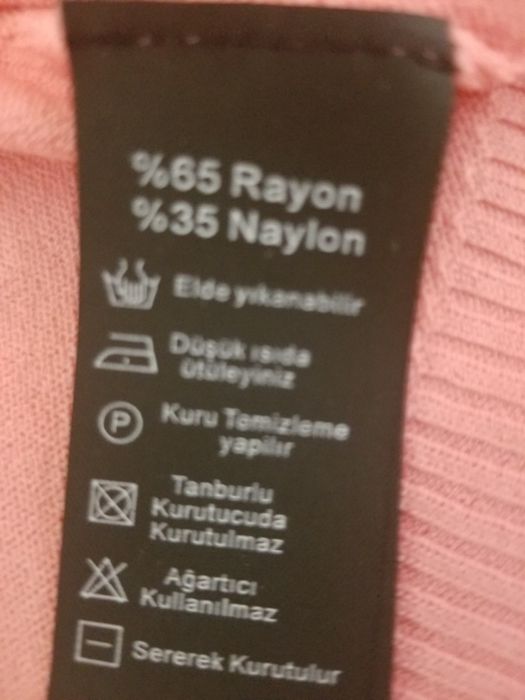 %65 Rayon
%35 Naylon
Elde yıkanabilir
Düşük ısıda
ütüleyiniz
P
Kuru Temizleme
yapılır
Tanburlu
Kurutucuda
Kurutulmaz
Ağartıcı
Kullanılmaz
Sererek Kurutulur